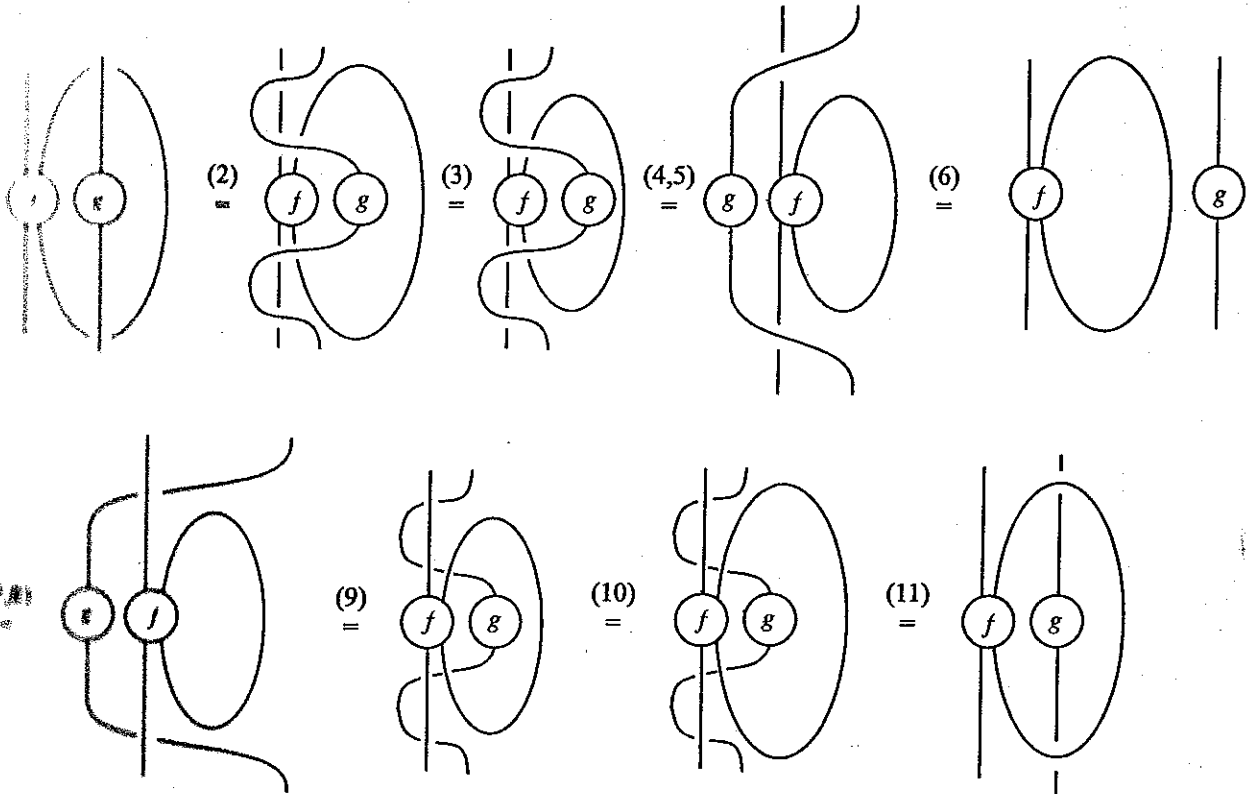 g (2) = f g (3) = f g (4,5) = g f (6) = f g
g f (9) = f g (10) = f g (11) = f g